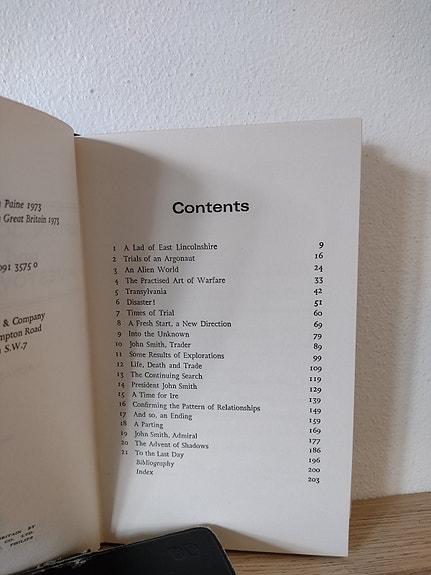 Paine 1973
Great Britain 1973
091 3575 0
& Company
mpton Road
S.W.7
BRITAIN BY
CO. LTD.
PHILIPS
Contents
1 A Lad of East Lincolnshire 9
2 Trials of an Argonaut 16
3 An Alien World 24
4 The Practised Art of Warfare 33
5 Transylvania 42
6 Disaster! 51
7 Times of Trial 60
8 A Fresh Start, a New Direction 69
9 Into the Unknown 79
10 John Smith, Trader 89
11 Some Results of Explorations 99
12 Life, Death and Trade 109
13 The Continuing Search 119
14 President John Smith 129
15 A Time for Ire 139
16 Confirming the Pattern of Relationships 149
17 And so, an Ending 159
18 A Parting 169
19 John Smith, Admiral 177
20 The Advent of Shadows 186
21 To the Last Day 196
Bibliography 200
Index 203